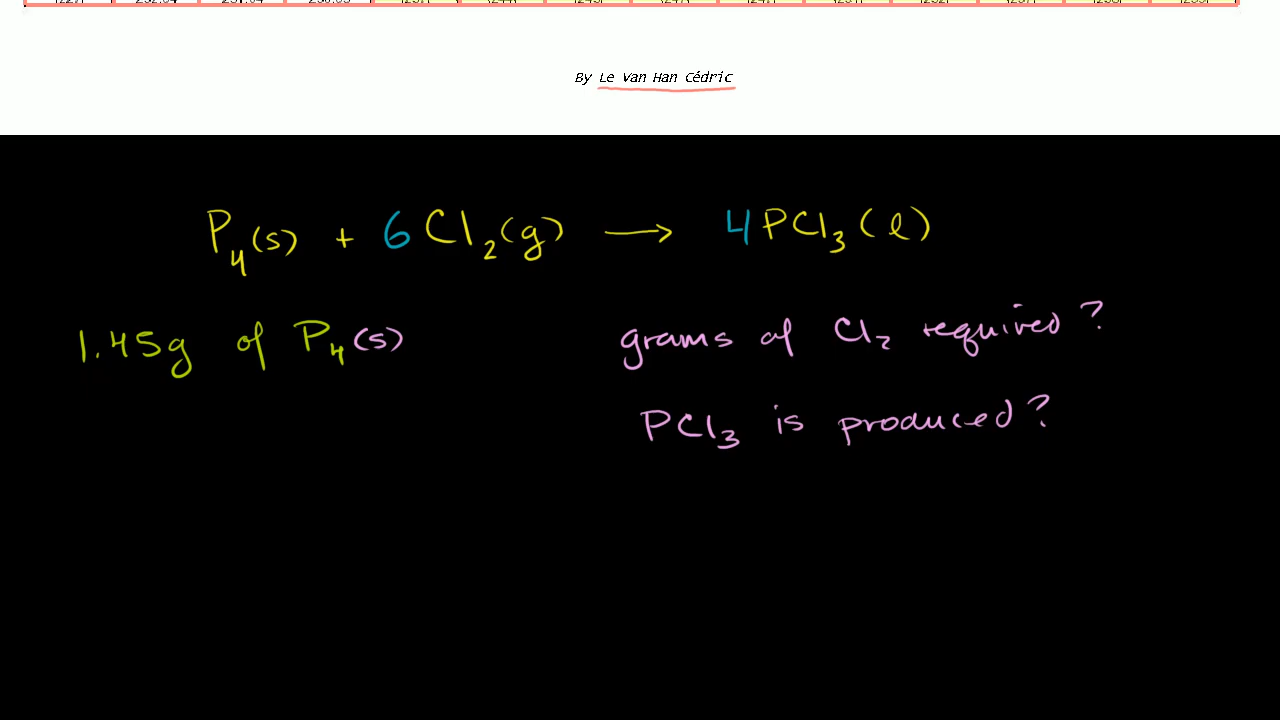 By Le Van Han Cédric
P₄(s) + 6Cl₂(g) → 4PCl₃(l)
1.45g of P₄(s) grams of Cl₂ required?
PCl₃ is produced?